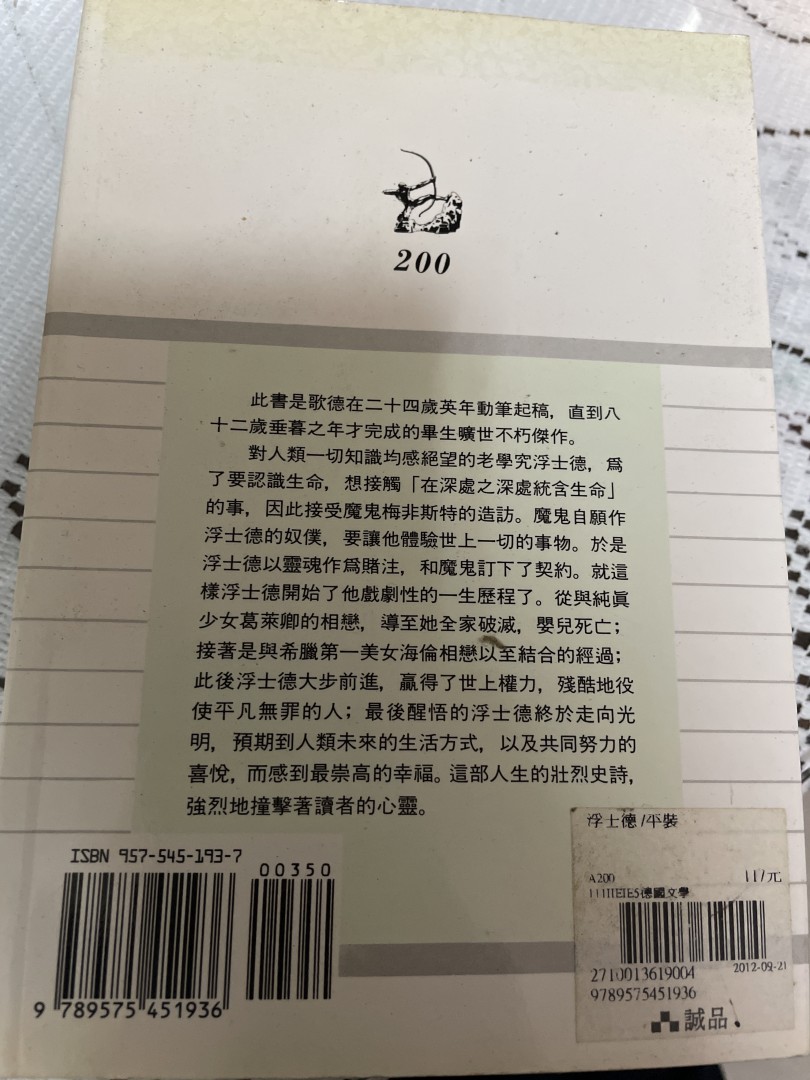 200
此書是歌德在二十四歲英年動筆起稿，直到八
十二歲垂暮之年才完成的畢生曠世不朽傑作。
對人類一切知識均感絕望的老學究浮士德，爲
了要認識生命，想接觸「在深處之深處統含生命」
的事，因此接受魔鬼梅非斯特的造訪。魔鬼自願作
浮士德的奴僕，要讓他體驗世上一切的事物。於是
浮士德以靈魂作爲賭注，和魔鬼訂下了契約。就這
樣浮士德開始了他戲劇性的一生歷程了。從與純眞
少女葛萊卿的相戀，導至她全家破滅，嬰兒死亡；
接著是與希臘第一美女海倫相戀以至結合的經過；
此後浮士德大步前進，贏得了世上權力，殘酷地役
使平凡無罪的人；最後醒悟的浮士德終於走向光
明，預期到人類未來的生活方式，以及共同努力的
喜悅，而感到最崇高的幸福。這部人生的壯烈史詩，
強烈地撞擊著讀者的心靈。
ISBN 957-545-193-7
00350
9 789575 451936
浮士德/平裝
A200
德國文學
2710013619004
2012-09-21
9789575451936
誠品